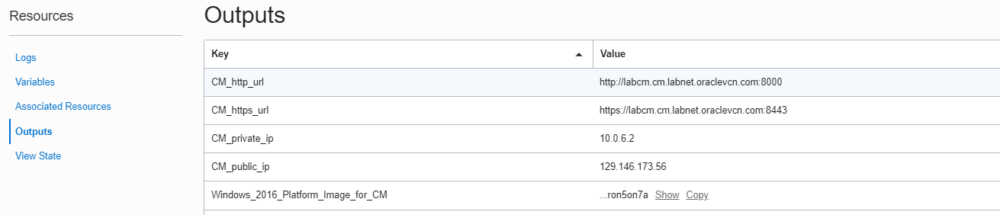 Resources
Logs
Variables
Associated Resources
Outputs
View State
Outputs
Key Value
CM_http_url http://labcm.cm.labnet.oraclevcn.com:8000
CM_https_url https://labcm.cm.labnet.oraclevcn.com:8443
CM_private_ip 10.0.6.2
CM_public_ip 129.146.173.56
Windows_2016_Platform_Image_for_CM ...ron5on7a Show Copy